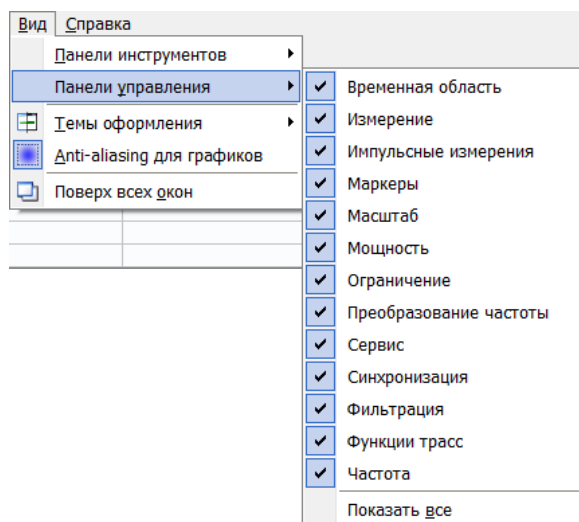 Вид Справка
Панели инструментов
Панели управления
Темы оформления
Anti-aliasing для графиков
Поверх всех окон
Временная область
Измерение
Импульсные измерения
Маркеры
Масштаб
Мощность
Ограничение
Преобразование частоты
Сервис
Синхронизация
Фильтрация
Функции трасс
Частота
Показать все